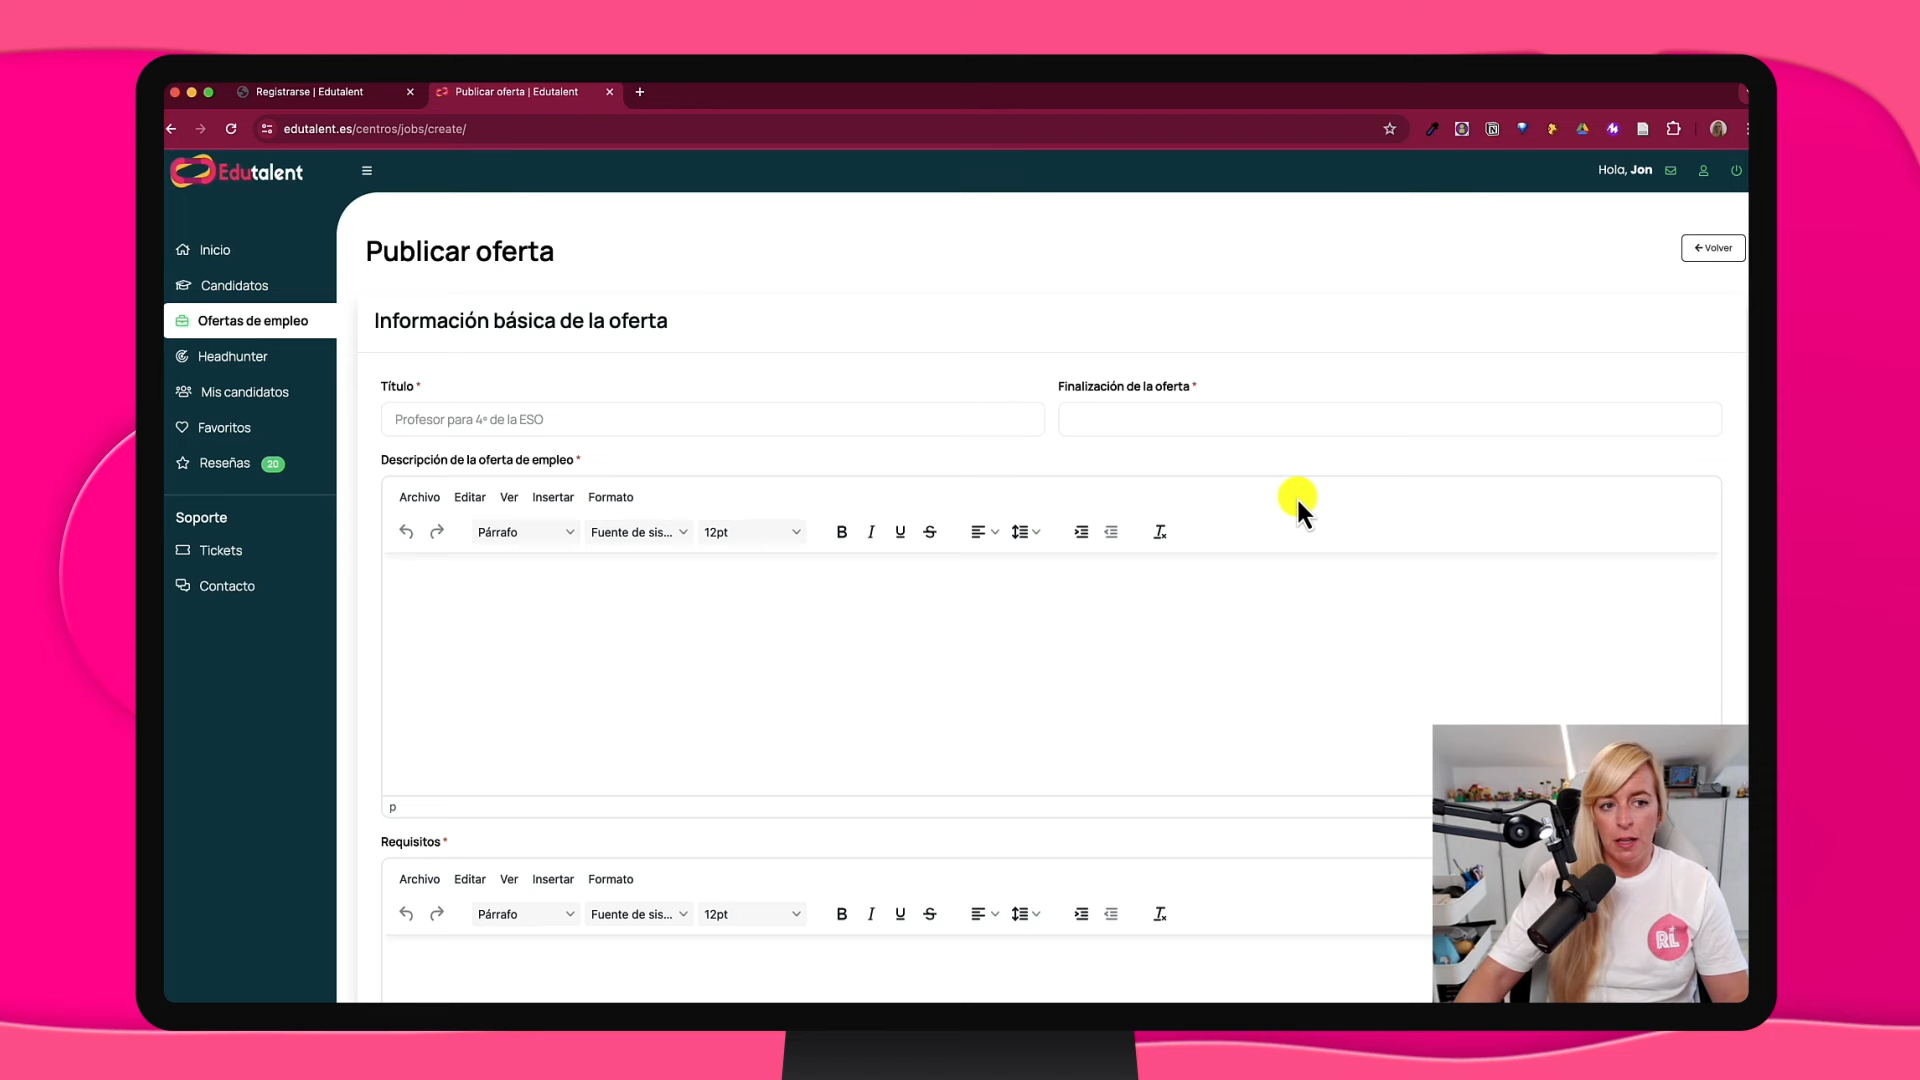 Registrarse | Edutalent
Publicar oferta | Edutalent
edutalent.es/centros/jobs/create/
Edutalent
Hola, Jon
Inicio
Candidatos
Ofertas de empleo
Headhunter
Mis candidatos
Favoritos
Reseñas 20
Soporte
Tickets
Contacto
Publicar oferta
Volver
Información básica de la oferta
Título *
Finalización de la oferta *
Profesor para 4º de la ESO
Descripción de la oferta de empleo *
Archivo Editar Ver Insertar Formato
Párrafo Fuente de sis... 12pt B I U S
p
Requisitos *
Archivo Editar Ver Insertar Formato
Párrafo Fuente de sis... 12pt B I U S
RL